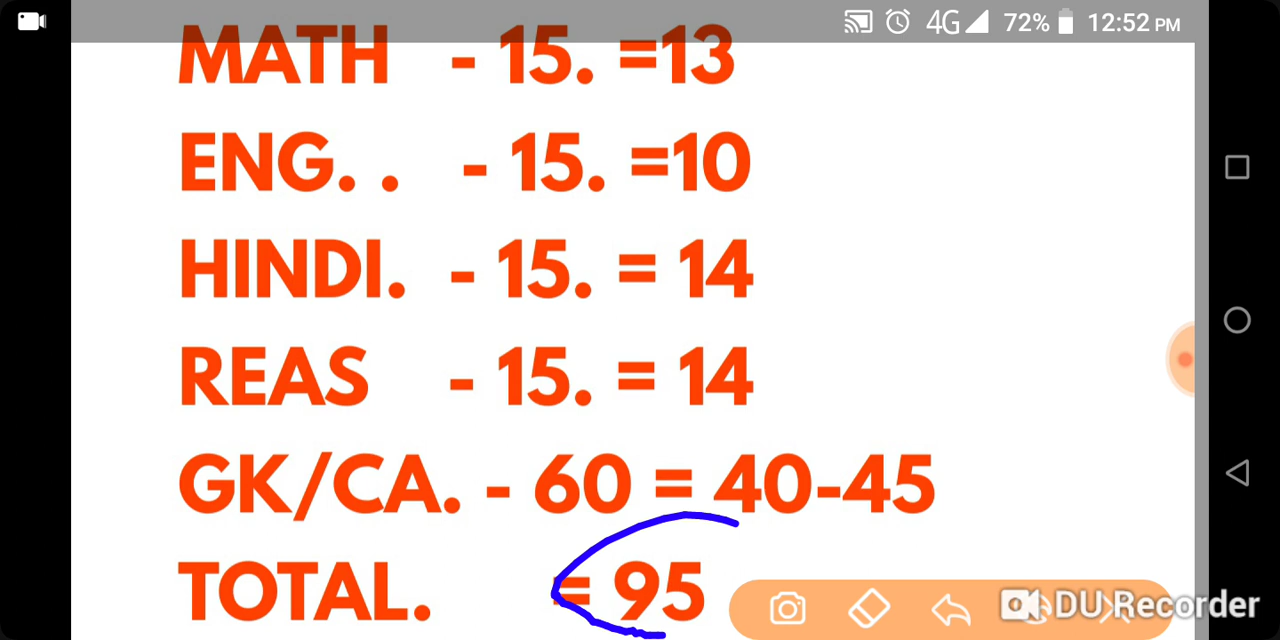 4G 72% 12:52 PM
MATH - 15. =13
ENG. . - 15. =10
HINDI. - 15. = 14
REAS - 15. = 14
GK/CA. - 60 = 40-45
TOTAL. = 95
DU Recorder